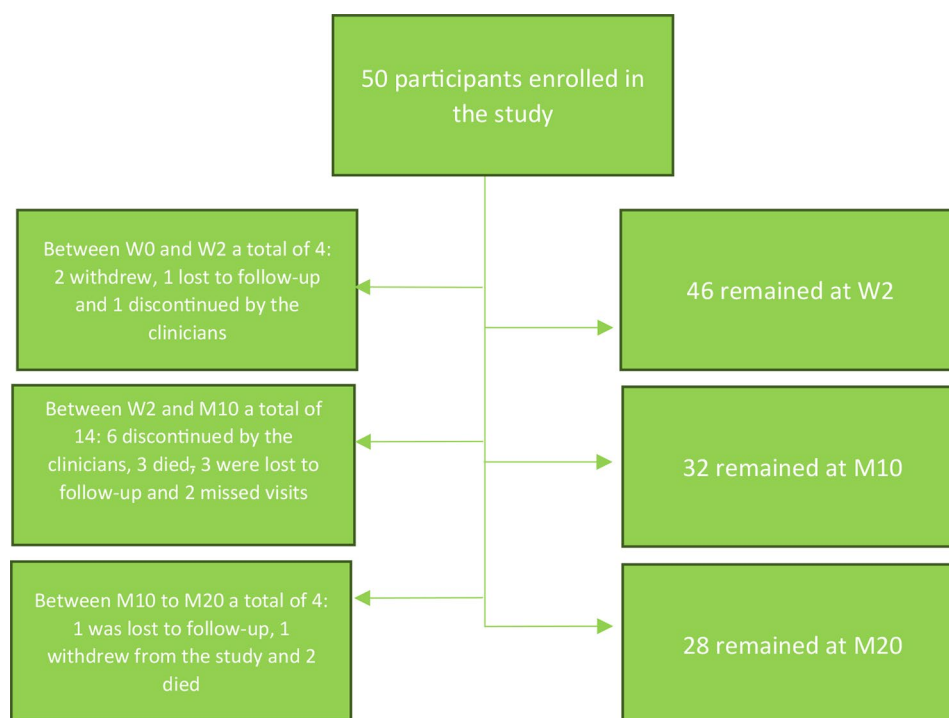 50 participants enrolled in
the study
Between W0 and W2 a total of 4:
2 withdrew, 1 lost to follow-up
and 1 discontinued by the
clinicians
46 remained at W2
Between W2 and M10 a total of
14: 6 discontinued by the
clinicians, 3 died, 3 were lost to
follow-up and 2 missed visits
32 remained at M10
Between M10 to M20 a total of 4:
1 was lost to follow-up, 1
withdrew from the study and 2
died
28 remained at M20